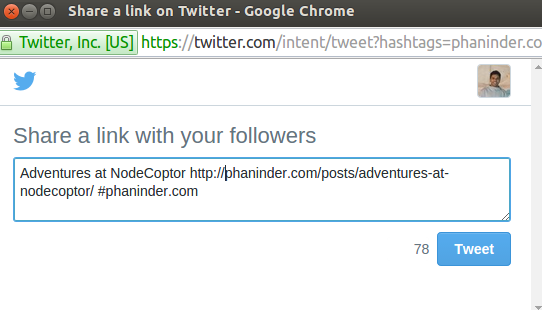 Share a link on Twitter - Google Chrome
Twitter, Inc. [US] https://twitter.com/intent/tweet?hashtags=phaninder.co
Share a link with your followers
Adventures at NodeCoptor http://phaninder.com/posts/adventures-at-
nodecoptor/ #phaninder.com
78 Tweet